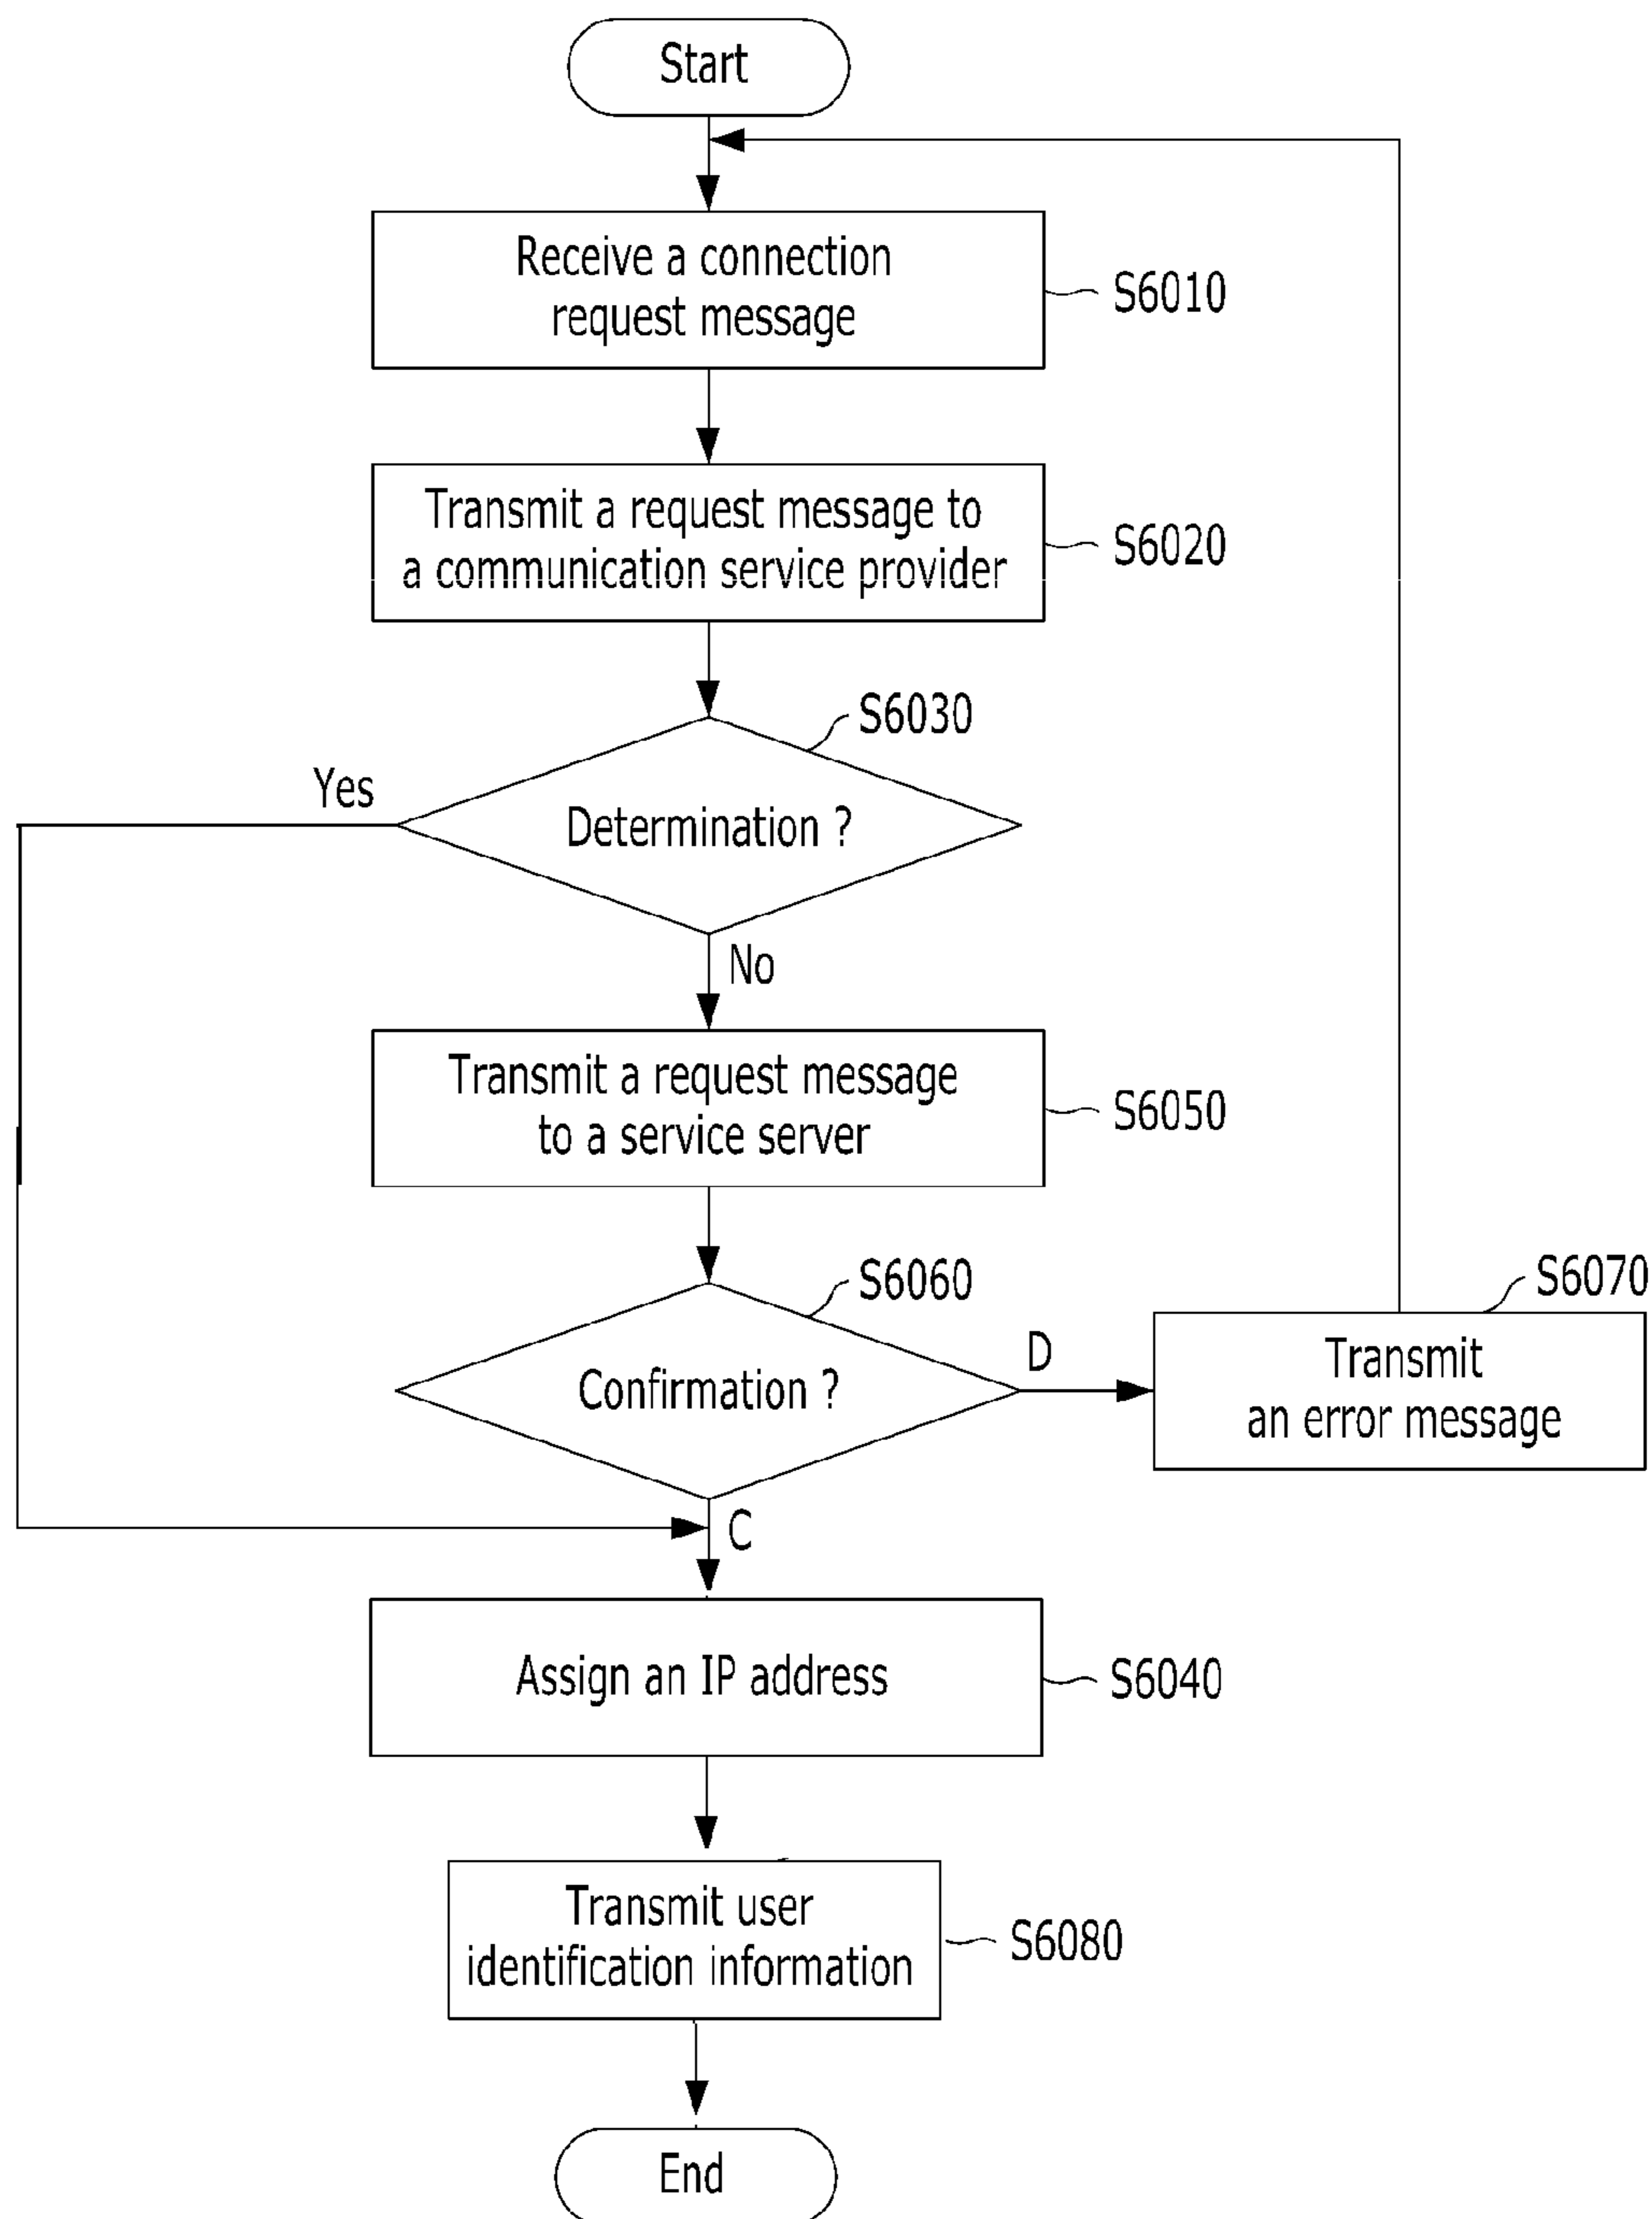 Start
Receive a connection
request message
S6010
Transmit a request message to
a communication service provider
S6020
S6030
Yes
Determination ?
No
Transmit a request message
to a service server
S6050
S6060
S6070
Confirmation ?
D
Transmit
an error message
C
Assign an IP address
S6040
Transmit user
identification information
S6080
End